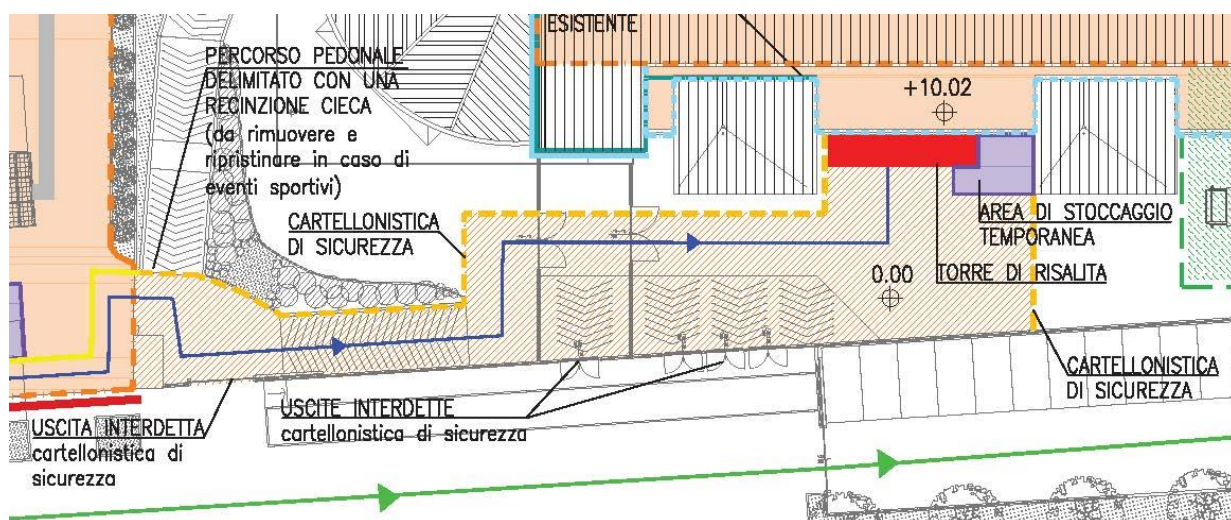 ESISTENTE
PERCORSO PEDONALE
DELIMITATO CON UNA
RECINZIONE CIECA
(da rimuovere e
ripristinare in caso di
eventi sportivi)
+10.02
CARTELLONISTICA
DI SICUREZZA
AREA DI STOCCAGGIO
TEMPORANEA
TORRE DI RISALITA
0.00
CARTELLONISTICA
DI SICUREZZA
USCITE INTERDETTE
cartellonistica di sicurezza
USCITA INTERDETTA
cartellonistica di
sicurezza